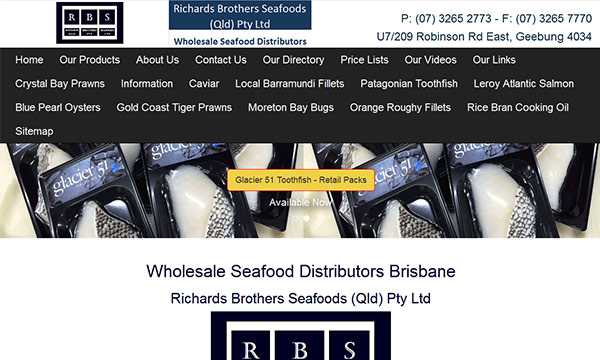 R B S
Richards Brothers Seafoods
(Qld) Pty Ltd
Wholesale Seafood Distributors
P: (07) 3265 2773 - F: (07) 3265 7770
U7/209 Robinson Rd East, Geebung 4034
Home Our Products About Us Contact Us Our Directory Price Lists Our Videos Our Links
Crystal Bay Prawns Information Caviar Local Barramundi Fillets Patagonian Toothfish Leroy Atlantic Salmon
Blue Pearl Oysters Gold Coast Tiger Prawns Moreton Bay Bugs Orange Roughy Fillets Rice Bran Cooking Oil
Sitemap
glacier 51
glacier 51
Glacier 51 Toothfish - Retail Packs
Available Now
Wholesale Seafood Distributors Brisbane
Richards Brothers Seafoods (Qld) Pty Ltd
R B S